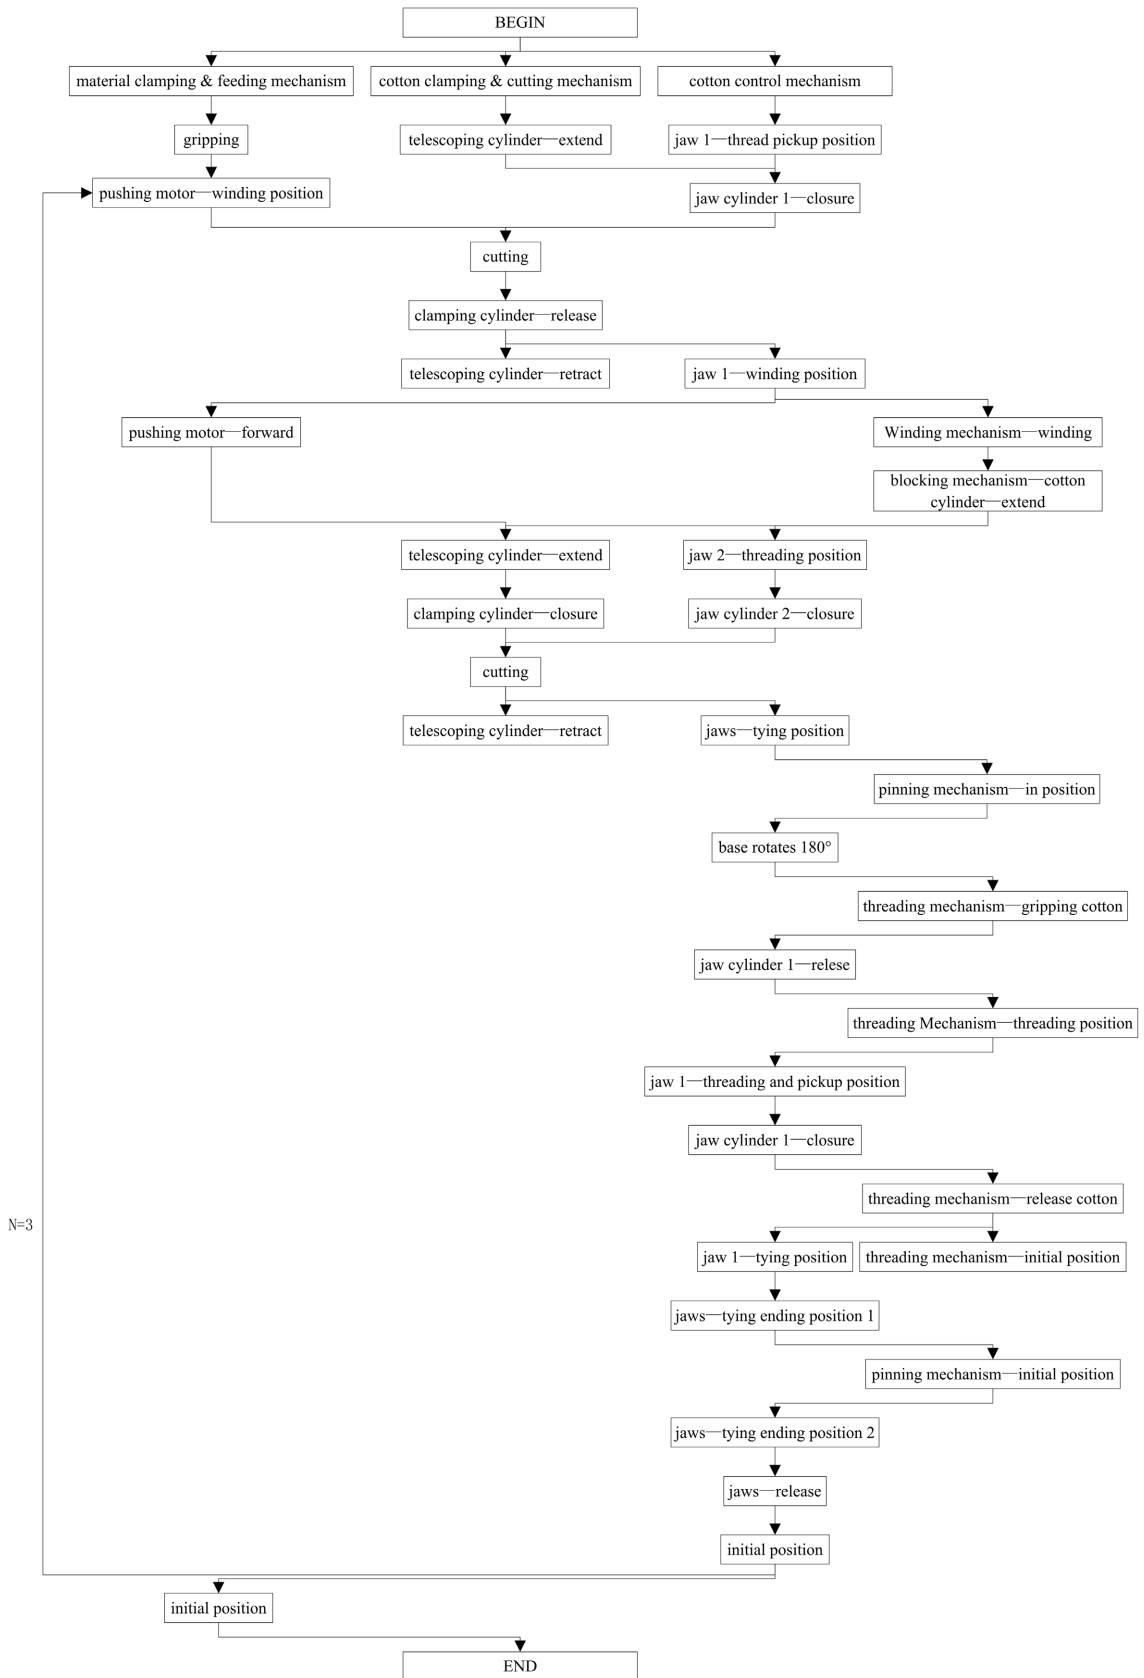 BEGIN
material clamping & feeding mechanism
cotton clamping & cutting mechanism
cotton control mechanism
gripping
telescoping cylinder—extend
jaw 1—thread pickup position
pushing motor—winding position
jaw cylinder 1—closure
cutting
clamping cylinder—release
telescoping cylinder—retract
jaw 1—winding position
pushing motor—forward
Winding mechanism—winding
blocking mechanism—cotton
cylinder—extend
telescoping cylinder—extend
jaw 2—threading position
clamping cylinder—closure
jaw cylinder 2—closure
cutting
telescoping cylinder—retract
jaws—tying position
pinning mechanism—in position
base rotates 180°
threading mechanism—gripping cotton
jaw cylinder 1—relese
threading Mechanism—threading position
jaw 1—threading and pickup position
jaw cylinder 1—closure
threading mechanism—release cotton
N=3
jaw 1—tying position
threading mechanism—initial position
jaws—tying ending position 1
pinning mechanism—initial position
jaws—tying ending position 2
jaws—release
initial position
initial position
END